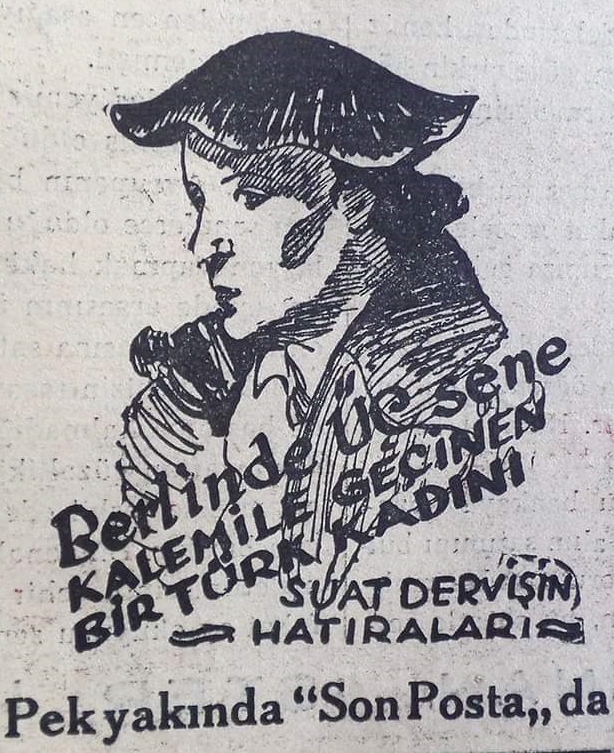 Berlinde Üç sene
KALEMİLE GEÇİNEN
BİR TÜRK KADINI
SUAT DERVİŞİN
HATIRALARI
Pek yakında “Son Posta„ da